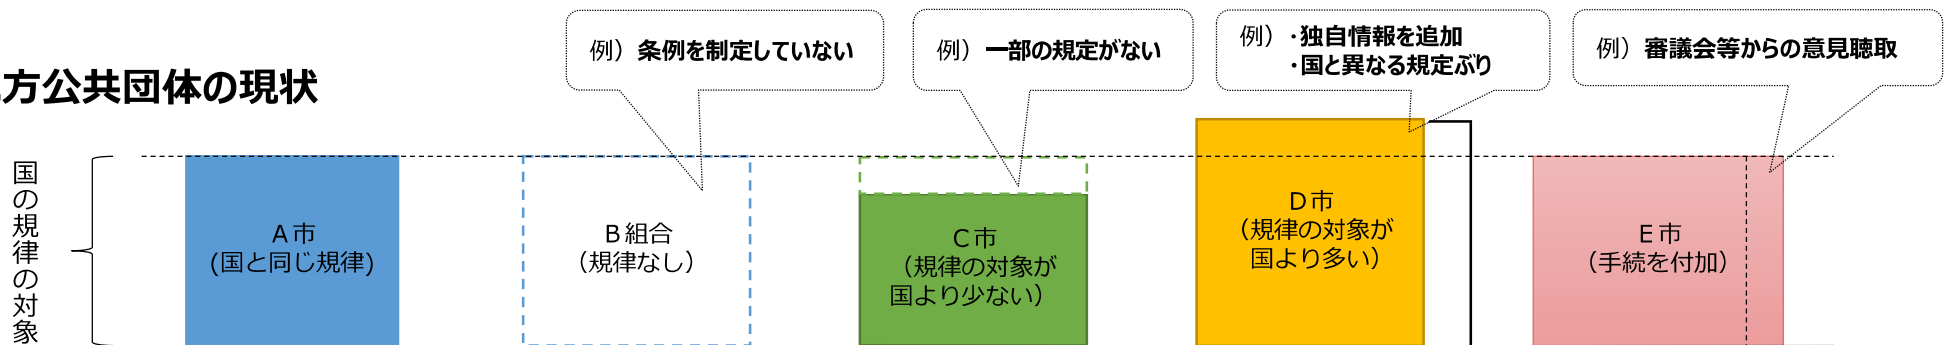 方公共団体の現状
例）条例を制定していない
例）一部の規定がない
例）・独自情報を追加
・国と異なる規定ぶり
例）審議会等からの意見聴取
国の規律の対象
A市
(国と同じ規律)
B組合
（規律なし）
C市
（規律の対象が
国より少ない）
D市
（規律の対象が
国より多い）
E市
（手続を付加）